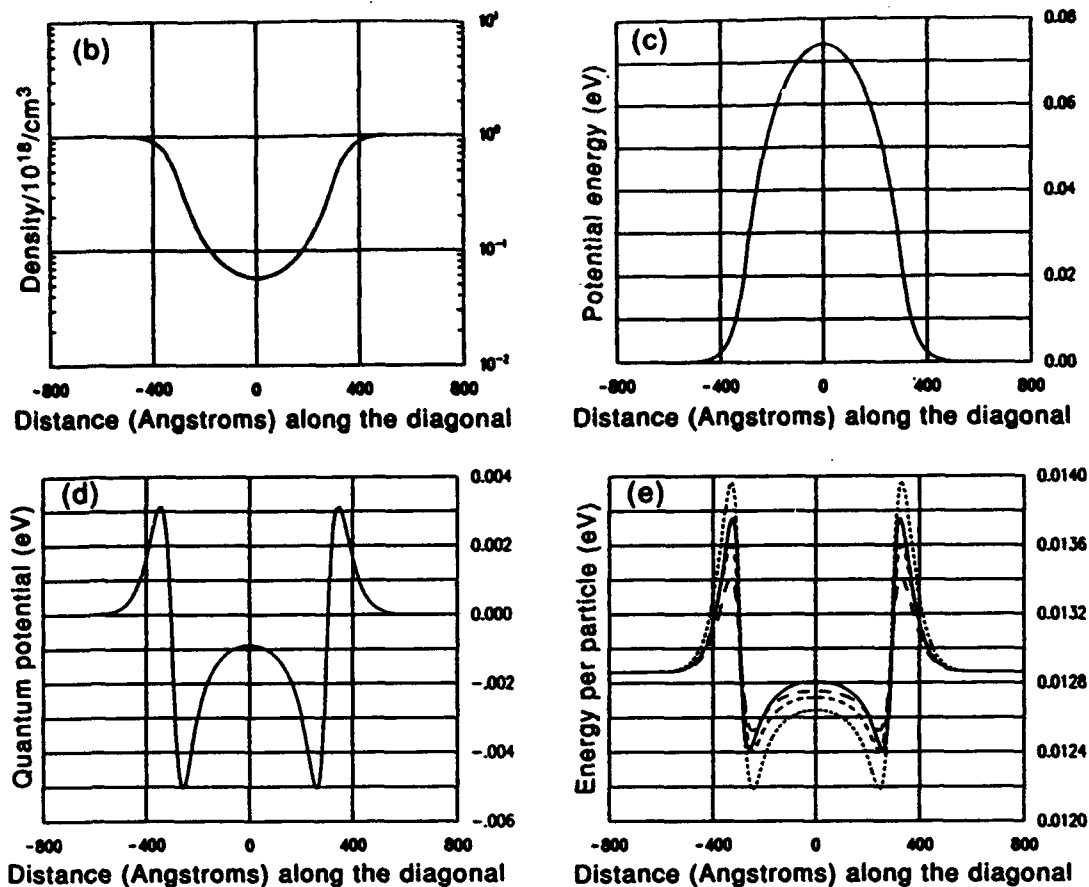 (b)
Density/10¹⁸/cm³
10¹
10⁰
10⁻¹
10⁻²
-800 -400 0 400 800
Distance (Angstroms) along the diagonal
(c)
Potential energy (eV)
0.08
0.06
0.04
0.02
0.00
-800 -400 0 400 800
Distance (Angstroms) along the diagonal
(d)
Quantum potential (eV)
0.004
0.002
0.000
-.002
-.004
-.006
-800 -400 0 400 800
Distance (Angstroms) along the diagonal
(e)
Energy per particle (eV)
0.0140
0.0136
0.0132
0.0128
0.0124
0.0120
-800 -400 0 400 800
Distance (Angstroms) along the diagonal